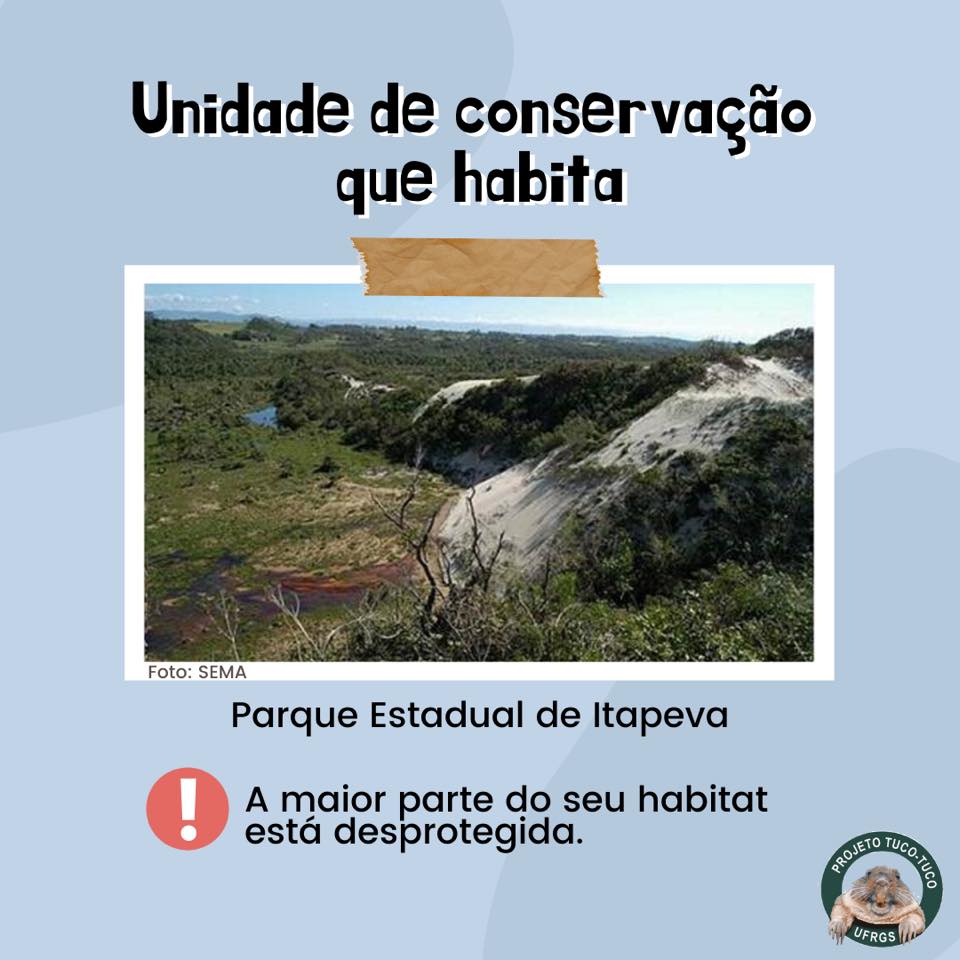 Unidade de conservação
que habita
Foto: SEMA
Parque Estadual de Itapeva
!
A maior parte do seu habitat
está desprotegida.
PROJETO TUCO-TUCO
UFRGS